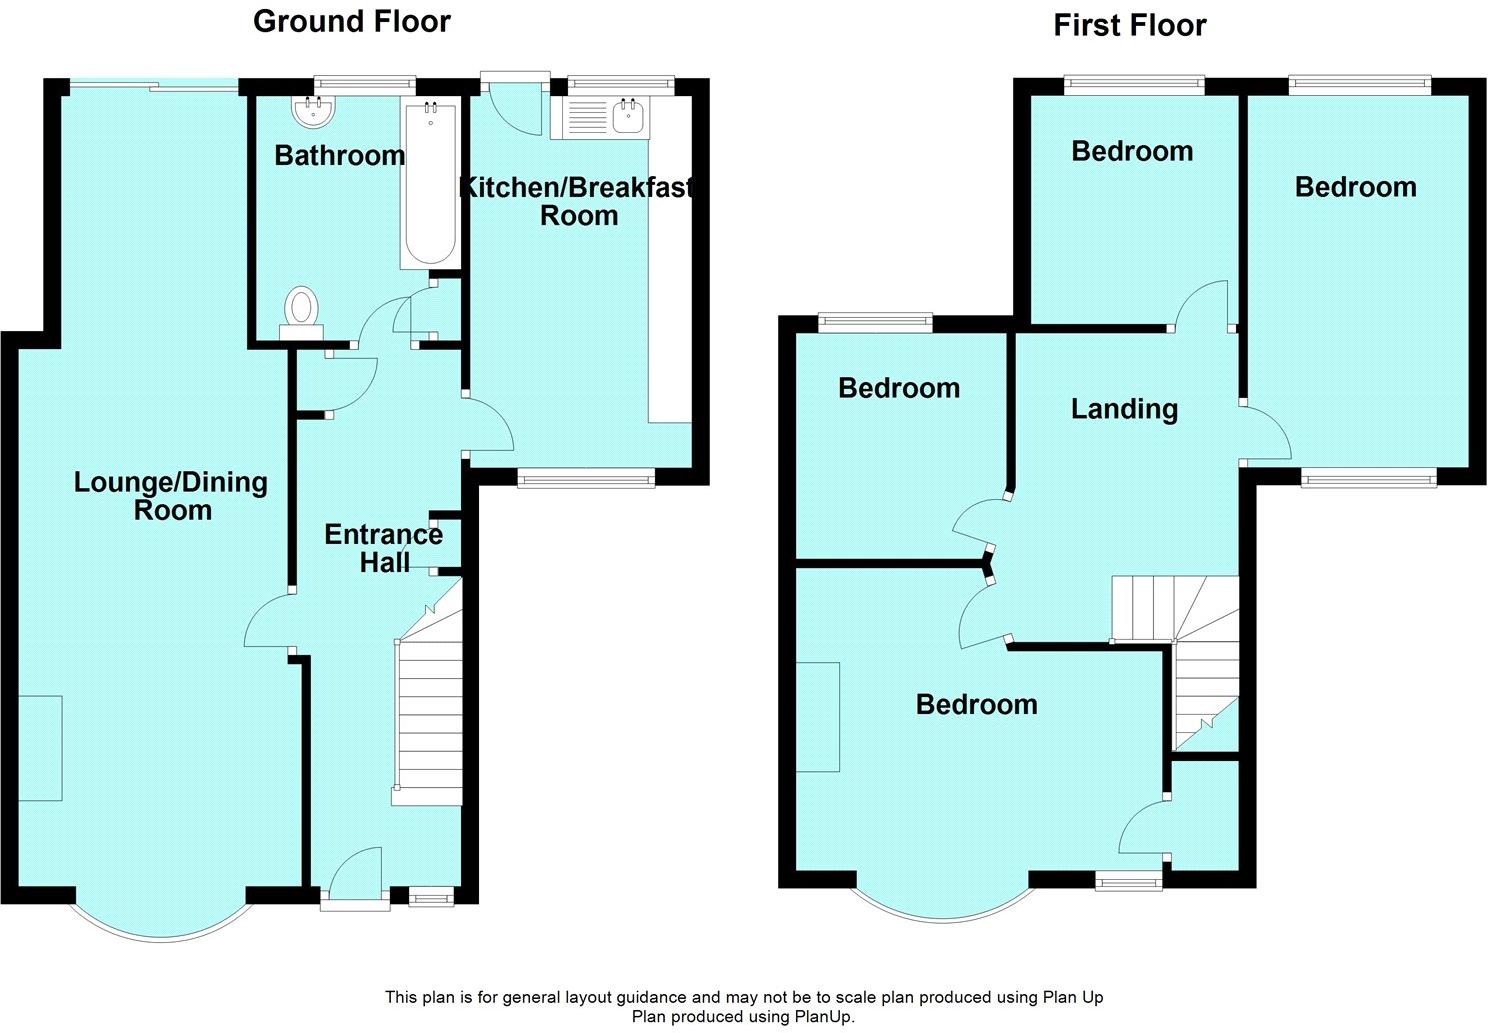 Ground Floor
First Floor
Bathroom
Kitchen/Breakfast
Room
Lounge/Dining
Room
Entrance
Hall
Bedroom
Bedroom
Bedroom
Landing
Bedroom
This plan is for general layout guidance and may not be to scale plan produced using Plan Up
Plan produced using PlanUp.